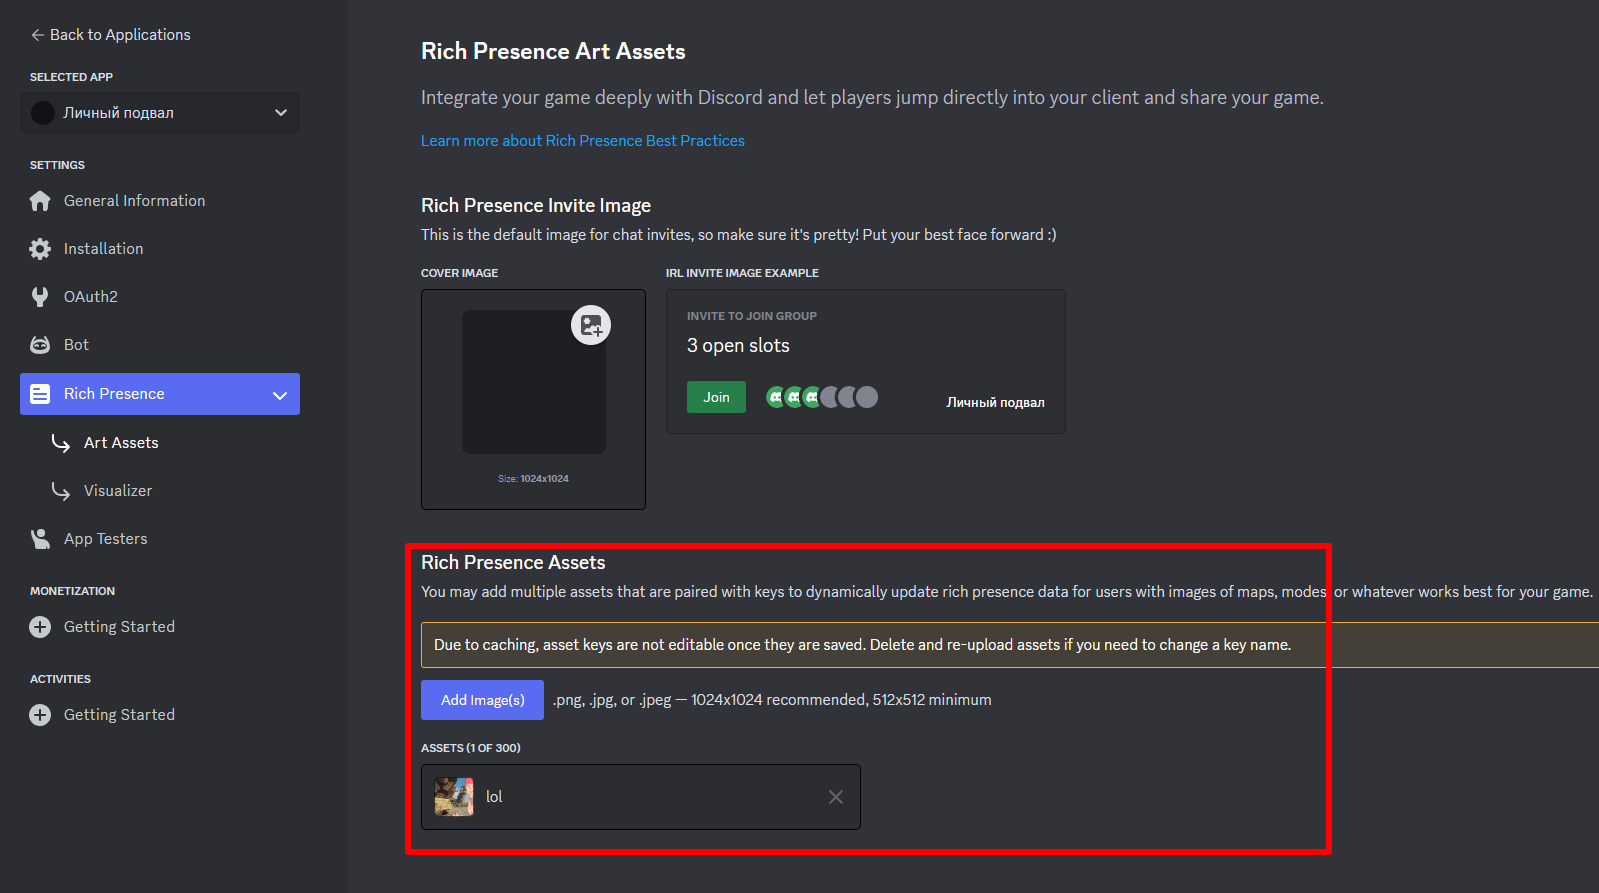 Back to Applications
SELECTED APP
Личный подвал
SETTINGS
General Information
Installation
OAuth2
Bot
Rich Presence
Art Assets
Visualizer
App Testers
MONETIZATION
Getting Started
ACTIVITIES
Getting Started
Rich Presence Art Assets
Integrate your game deeply with Discord and let players jump directly into your client and share your game.
Learn more about Rich Presence Best Practices
Rich Presence Invite Image
This is the default image for chat invites, so make sure it's pretty! Put your best face forward :)
COVER IMAGE
Size: 1024x1024
IRL INVITE IMAGE EXAMPLE
INVITE TO JOIN GROUP
3 open slots
Join
Личный подвал
Rich Presence Assets
You may add multiple assets that are paired with keys to dynamically update rich presence data for users with images of maps, modes or whatever works best for your game.
Due to caching, asset keys are not editable once they are saved. Delete and re-upload assets if you need to change a key name.
Add Image(s) .png, .jpg, or .jpeg — 1024x1024 recommended, 512x512 minimum
ASSETS (1 OF 300)
lol